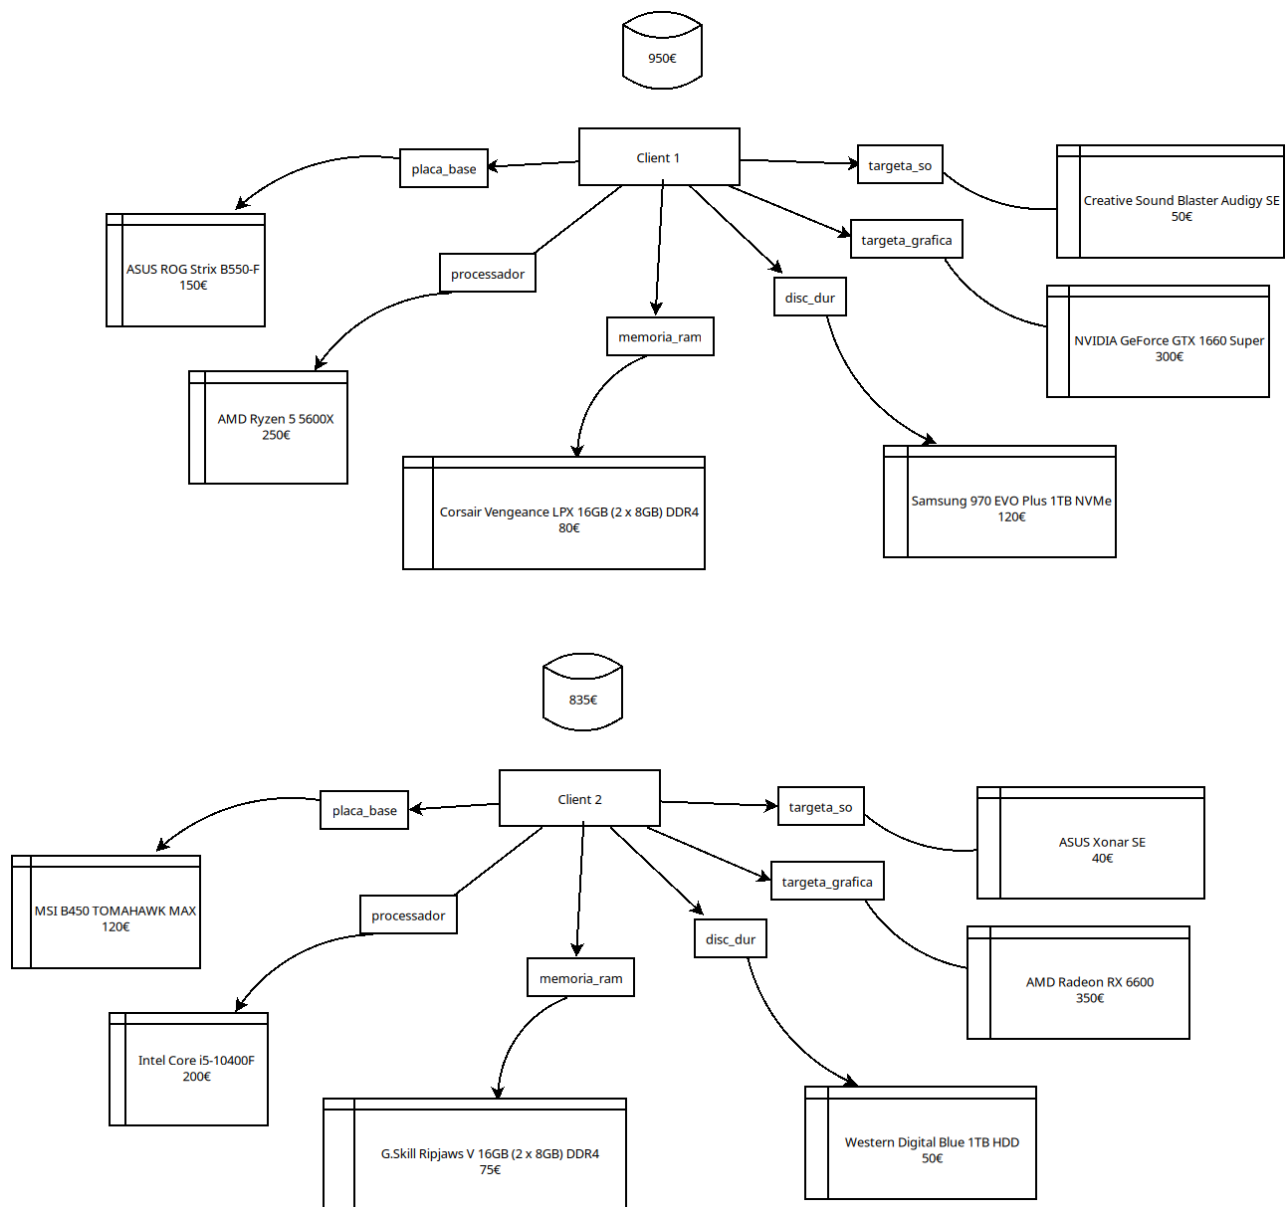 950€
Client 1
placa_base
targeta_so
Creative Sound Blaster Audigy SE
50€
targeta_grafica
ASUS ROG Strix B550-F
150€
processador
disc_dur
memoria_ram
NVIDIA GeForce GTX 1660 Super
300€
AMD Ryzen 5 5600X
250€
Corsair Vengeance LPX 16GB (2 x 8GB) DDR4
80€
Samsung 970 EVO Plus 1TB NVMe
120€
835€
Client 2
placa_base
targeta_so
ASUS Xonar SE
40€
targeta_grafica
MSI B450 TOMAHAWK MAX
120€
processador
disc_dur
memoria_ram
AMD Radeon RX 6600
350€
Intel Core i5-10400F
200€
G.Skill Ripjaws V 16GB (2 x 8GB) DDR4
75€
Western Digital Blue 1TB HDD
50€